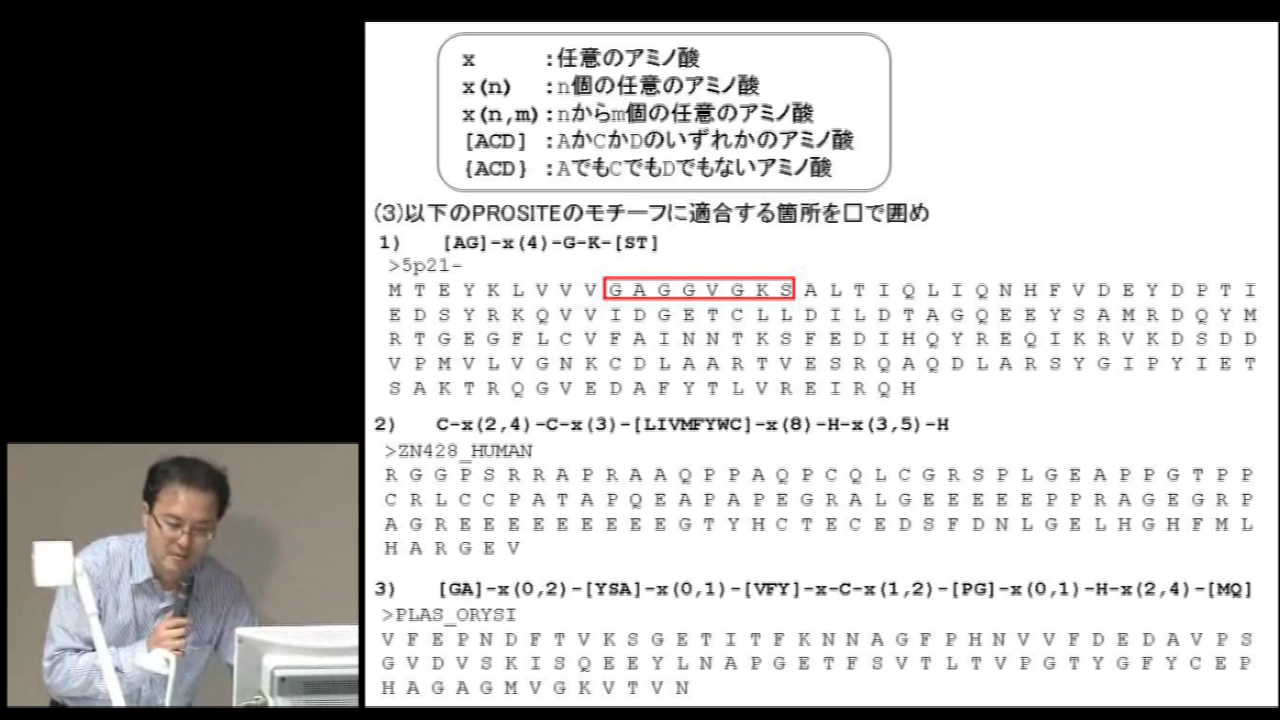 x :任意のアミノ酸
x(n) :n個の任意のアミノ酸
x(n,m):nからm個の任意のアミノ酸
[ACD] :AかCかDのいずれかのアミノ酸
{ACD} :AでもCでもDでもないアミノ酸
(3)以下のPROSITEのモチーフに適合する箇所を□で囲め
1) [AG]-x(4)-G-K-[ST]
>5p21-
M T E Y K L V V V G A G G V G K S A L T I Q L I Q N H F V D E Y D P T I
E D S Y R K Q V V I D G E T C L L D I L D T A G Q E E Y S A M R D Q Y M
R T G E G F L C V F A I N N T K S F E D I H Q Y R E Q I K R V K D S D D
V P M V L V G N K C D L A A R T V E S R Q A Q D L A R S Y G I P Y I E T
S A K T R Q G V E D A F Y T L V R E I R Q H
2) C-x(2,4)-C-x(3)-[LIVMFYWC]-x(8)-H-x(3,5)-H
>ZN428_HUMAN
R G G P S R R A P R A A Q P P A Q P C Q L C G R S P L G E A P P G T P P
C R L C C P A T A P Q E A P A P E G R A L G E E E E E P P R A G E G R P
A G R E E E E E E E E E G T Y H C T E C E D S F D N L G E L H G H F M L
H A R G E V
3) [GA]-x(0,2)-[YSA]-x(0,1)-[VFY]-x-C-x(1,2)-[PG]-x(0,1)-H-x(2,4)-[MQ]
>PLAS_ORYSI
V F E P N D F T V K S G E T I T F K N N A G F P H N V V F D E D A V P S
G V D V S K I S Q E E Y L N A P G E T F S V T L T V P G T Y G F Y C E P
H A G A G M V G K V T V N